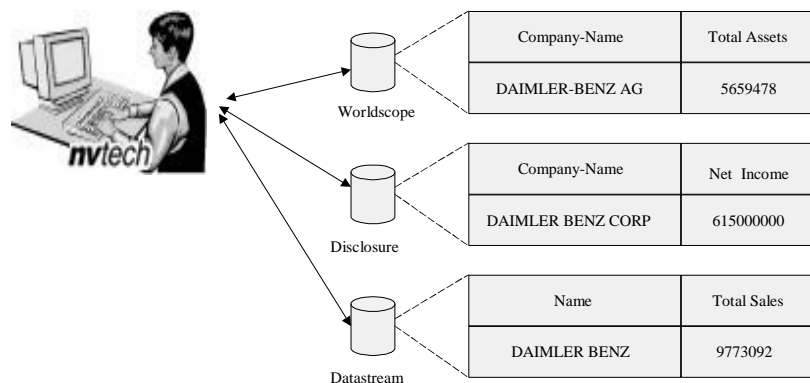 nvtech
Worldscope
Company-Name Total Assets
DAIMLER-BENZ AG 5659478
Disclosure
Company-Name Net Income
DAIMLER BENZ CORP 615000000
Datastream
Name Total Sales
DAIMLER BENZ 9773092